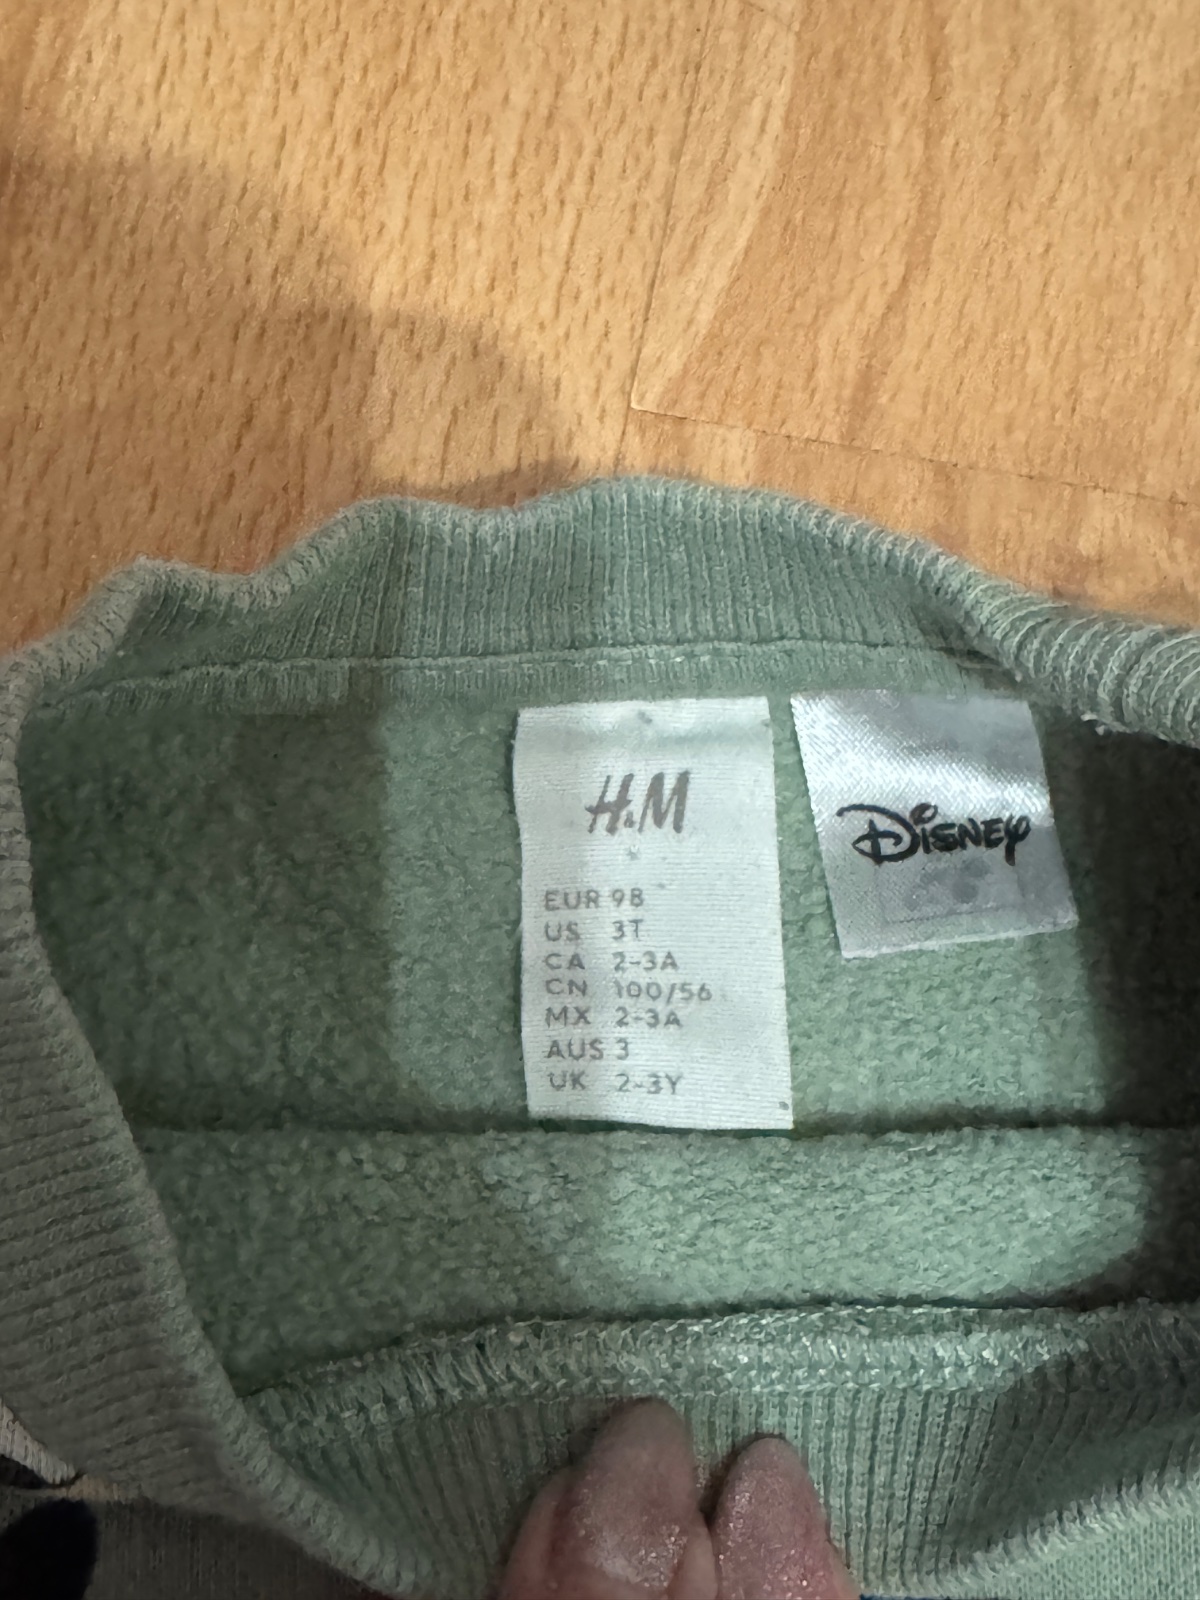 H&M
EUR 98
US 3T
CA 2-3A
CN 100/56
MX 2-3A
AUS 3
UK 2-3Y
Disney